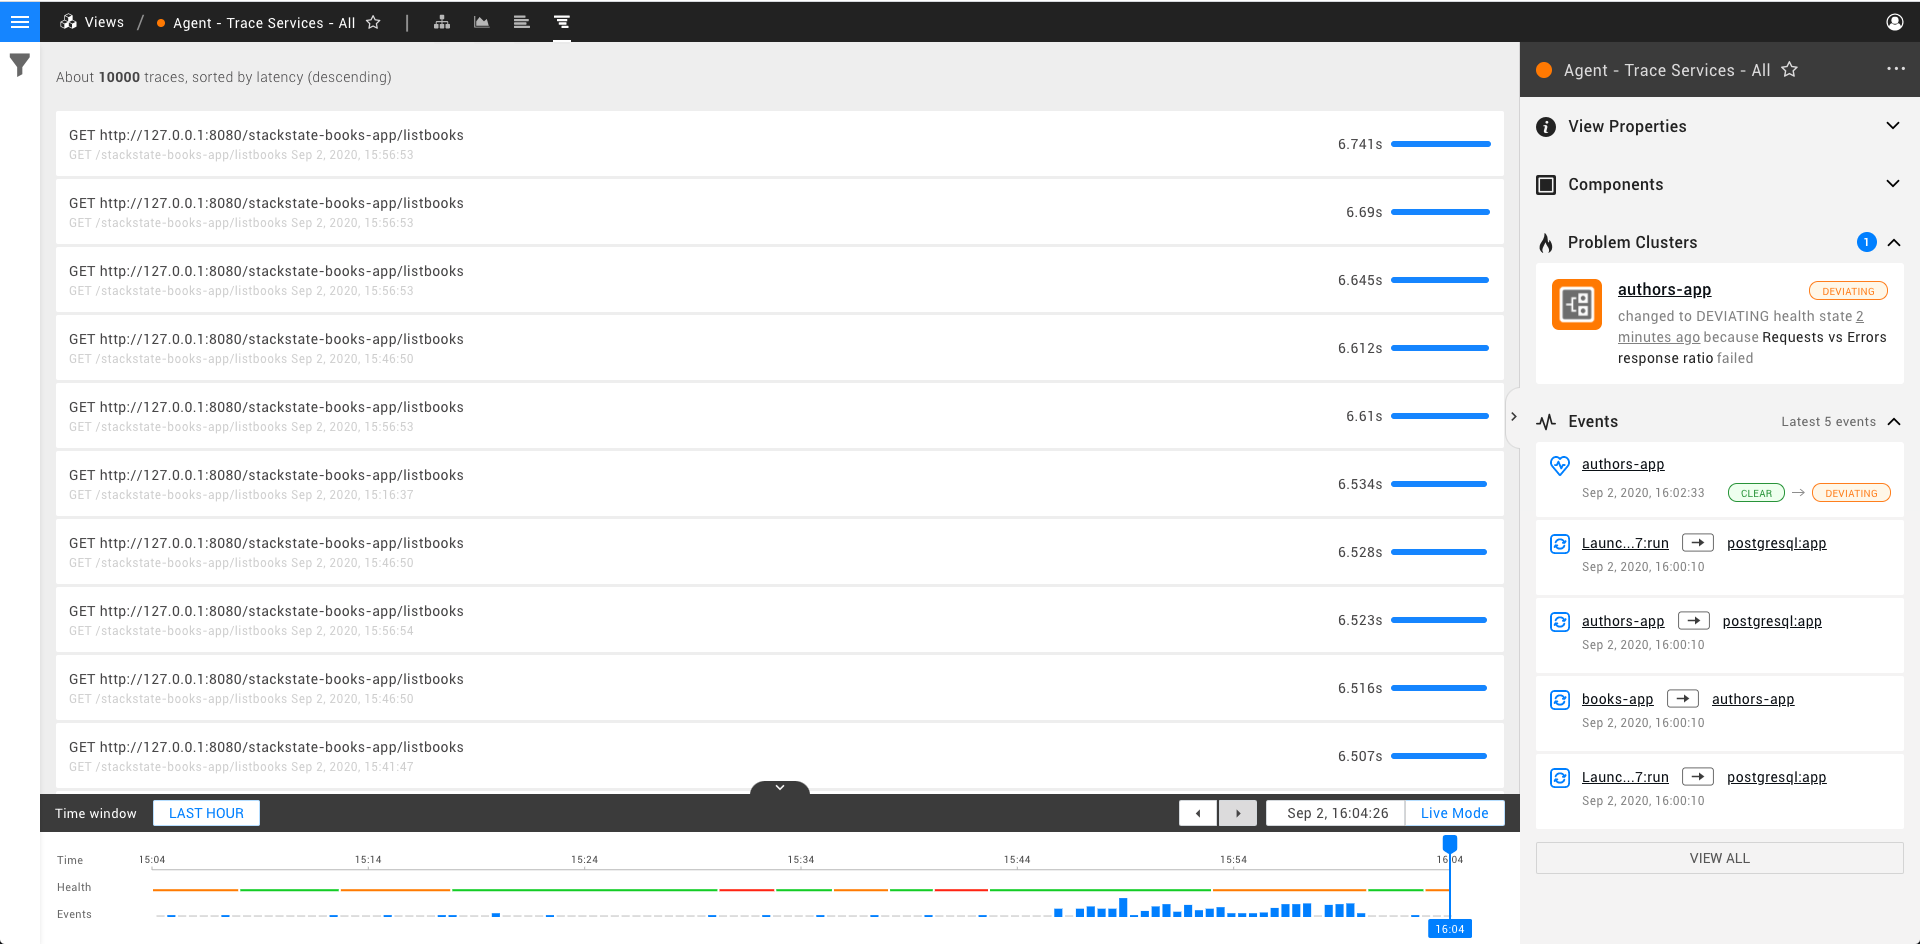 Views / Agent - Trace Services - All
About 10000 traces, sorted by latency (descending)
GET http://127.0.0.1:8080/stackstate-books-app/listbooks
GET /stackstate-books-app/listbooks Sep 2, 2020, 15:56:53
6.741s
GET http://127.0.0.1:8080/stackstate-books-app/listbooks
GET /stackstate-books-app/listbooks Sep 2, 2020, 15:56:53
6.69s
GET http://127.0.0.1:8080/stackstate-books-app/listbooks
GET /stackstate-books-app/listbooks Sep 2, 2020, 15:56:53
6.645s
GET http://127.0.0.1:8080/stackstate-books-app/listbooks
GET /stackstate-books-app/listbooks Sep 2, 2020, 15:46:50
6.612s
GET http://127.0.0.1:8080/stackstate-books-app/listbooks
GET /stackstate-books-app/listbooks Sep 2, 2020, 15:56:53
6.61s
GET http://127.0.0.1:8080/stackstate-books-app/listbooks
GET /stackstate-books-app/listbooks Sep 2, 2020, 15:16:37
6.534s
GET http://127.0.0.1:8080/stackstate-books-app/listbooks
GET /stackstate-books-app/listbooks Sep 2, 2020, 15:46:50
6.528s
GET http://127.0.0.1:8080/stackstate-books-app/listbooks
GET /stackstate-books-app/listbooks Sep 2, 2020, 15:56:54
6.523s
GET http://127.0.0.1:8080/stackstate-books-app/listbooks
GET /stackstate-books-app/listbooks Sep 2, 2020, 15:46:50
6.516s
GET http://127.0.0.1:8080/stackstate-books-app/listbooks
GET /stackstate-books-app/listbooks Sep 2, 2020, 15:41:47
6.507s
Time window LAST HOUR Sep 2, 16:04:26 Live Mode
Time 15:04 15:14 15:24 15:34 15:44 15:54 16:04
Health
Events
16:04
Agent - Trace Services - All
View Properties
Components
Problem Clusters 1
authors-app DEVIATING
changed to DEVIATING health state 2
minutes ago because Requests vs Errors
response ratio failed
Events Latest 5 events
authors-app
Sep 2, 2020, 16:02:33 CLEAR → DEVIATING
Launc...7:run → postgresql:app
Sep 2, 2020, 16:00:10
authors-app → postgresql:app
Sep 2, 2020, 16:00:10
books-app → authors-app
Sep 2, 2020, 16:00:10
Launc...7:run → postgresql:app
Sep 2, 2020, 16:00:10
VIEW ALL